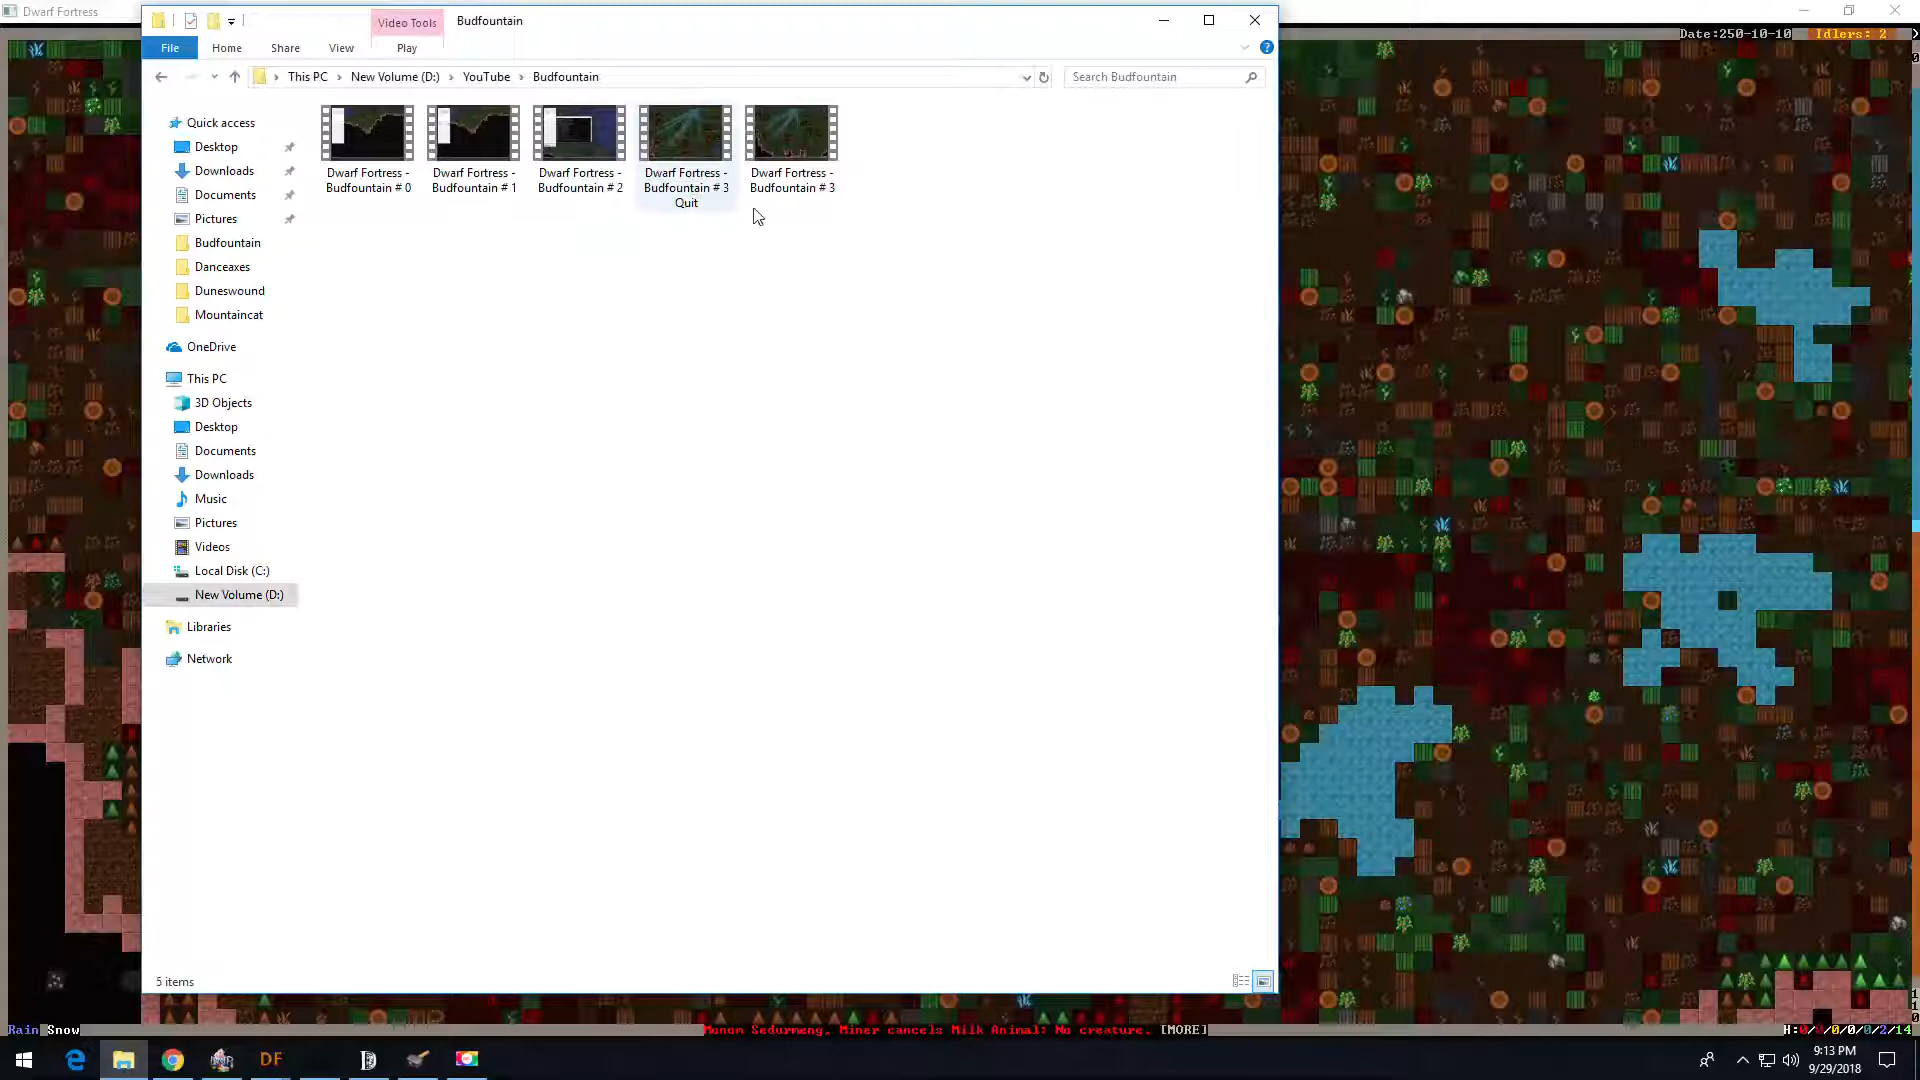 Dwarf Fortress
Video Tools
Budfountain
File
Home
Share
View
Play
This PC
New Volume (D:)
YouTube
Budfountain
Search Budfountain
Date:250-10-10
Idlers: 2
Quick access
Desktop
Downloads
Documents
Pictures
Budfountain
Danceaxes
Duneswound
Mountaincat
OneDrive
This PC
3D Objects
Desktop
Documents
Downloads
Music
Pictures
Videos
Local Disk (C:)
New Volume (D:)
Libraries
Network
Dwarf Fortress -
Budfountain # 0
Dwarf Fortress -
Budfountain # 1
Dwarf Fortress -
Budfountain # 2
Dwarf Fortress -
Budfountain # 3
Quit
Dwarf Fortress -
Budfountain # 3
5 items
Rain Snow
Monom Sedurmeng, Miner cancels Milk Animal: No creature. [MORE]
DF
9:13 PM
9/29/2018